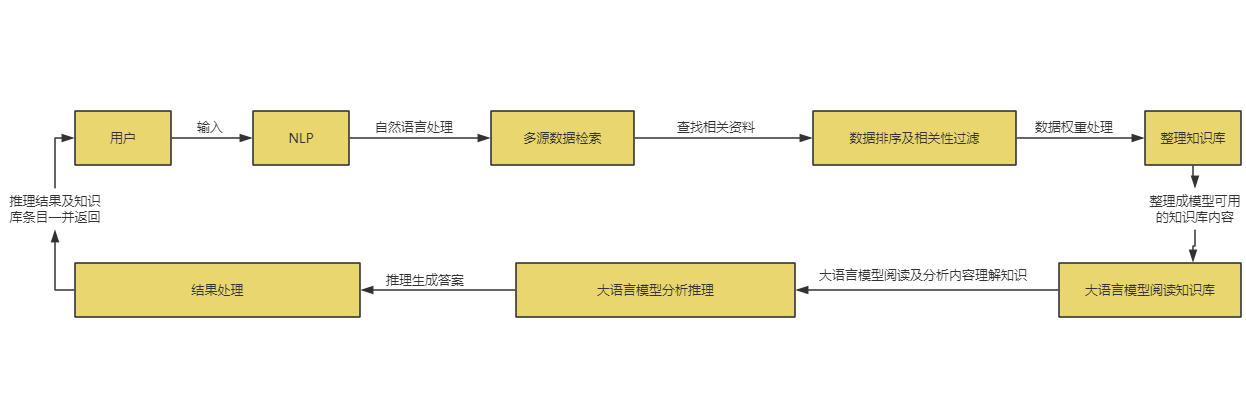 用户
输入
NLP
自然语言处理
多源数据检索
查找相关资料
数据排序及相关性过滤
数据权重处理
整理知识库
整理成模型可用
的知识库内容
大语言模型阅读知识库
大语言模型阅读及分析内容理解知识
大语言模型分析推理
推理生成答案
结果处理
推理结果及知识
库条目一并返回